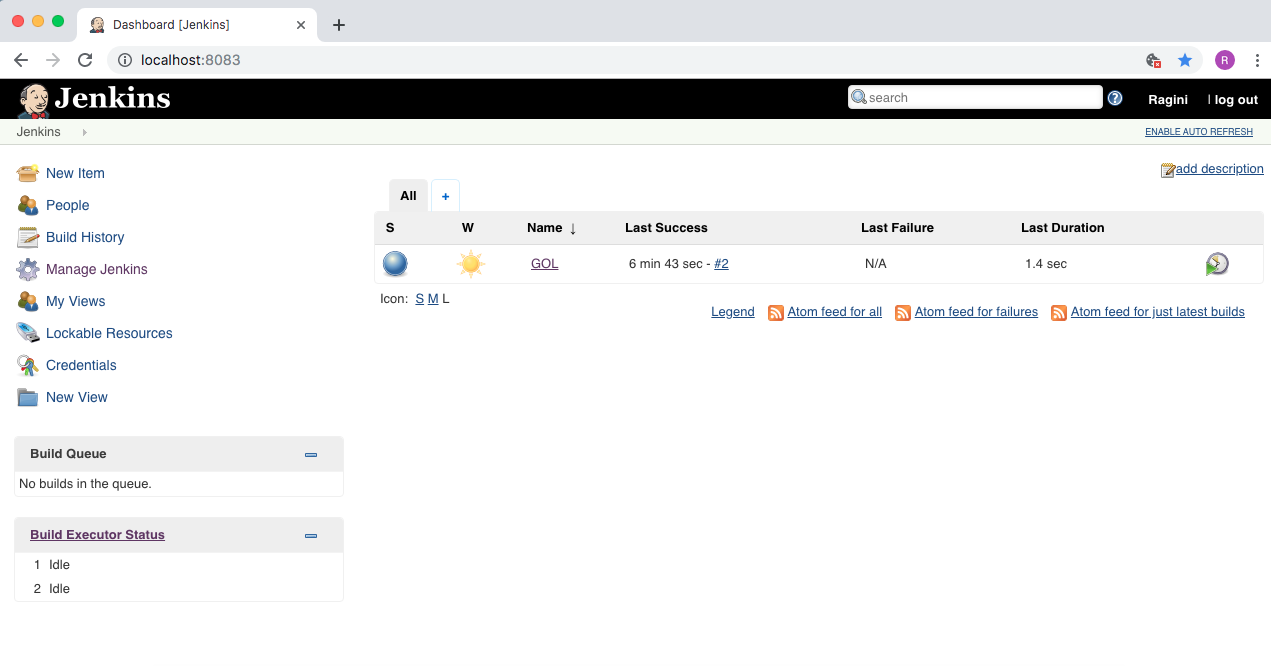 Dashboard [Jenkins]
localhost:8083
R
Jenkins
search
Ragini
| log out
Jenkins
ENABLE AUTO REFRESH
New Item
People
Build History
Manage Jenkins
My Views
Lockable Resources
Credentials
New View
Build Queue
No builds in the queue.
Build Executor Status
1 Idle
2 Idle
add description
All +
S W Name ↓ Last Success Last Failure Last Duration
GOL 6 min 43 sec - #2 N/A 1.4 sec
Icon: S M L
Legend Atom feed for all Atom feed for failures Atom feed for just latest builds